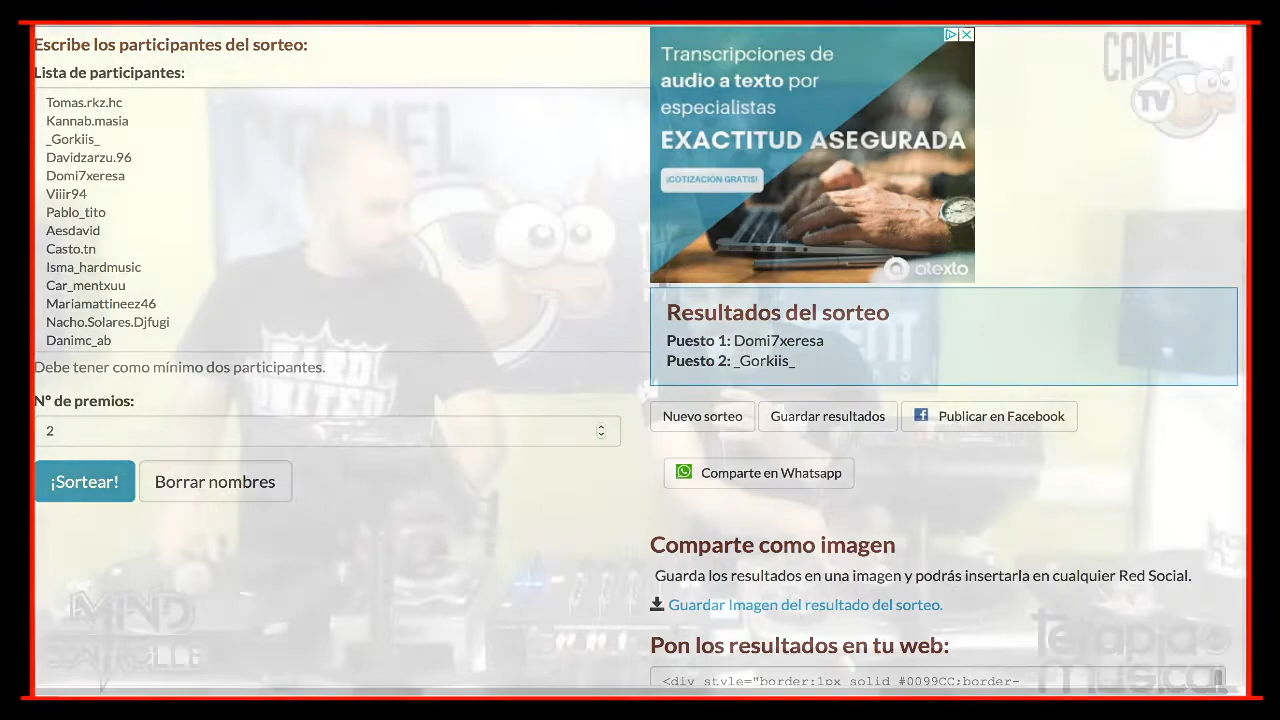 Escribe los participantes del sorteo:
Lista de participantes:
Tomas.rkz.hc
Kannab.masia
_Gorkiis_
Davidzarzu.96
Domi7xeresa
Viiir94
Pablo_tito
Aesdavid
Casto.tn
Isma_hardmusic
Car_mentxuu
Mariamattineez46
Nacho.Solares.Djfugi
Danimc_ab
Debe tener como mínimo dos participantes.
Nº de premios:
2
¡Sortear!
Borrar nombres
Transcripciones de
audio a texto por
especialistas
EXACTITUD ASEGURADA
¡COTIZACIÓN GRATIS!
atexto
CAMEL
TV
Resultados del sorteo
Puesto 1: Domi7xeresa
Puesto 2: _Gorkiis_
Nuevo sorteo
Guardar resultados
Publicar en Facebook
Comparte en Whatsapp
Comparte como imagen
Guarda los resultados en una imagen y podrás insertarla en cualquier Red Social.
Guardar Imagen del resultado del sorteo.
Pon los resultados en tu web:
<div style="border:1px solid #0099CC;border-
terapia
musical